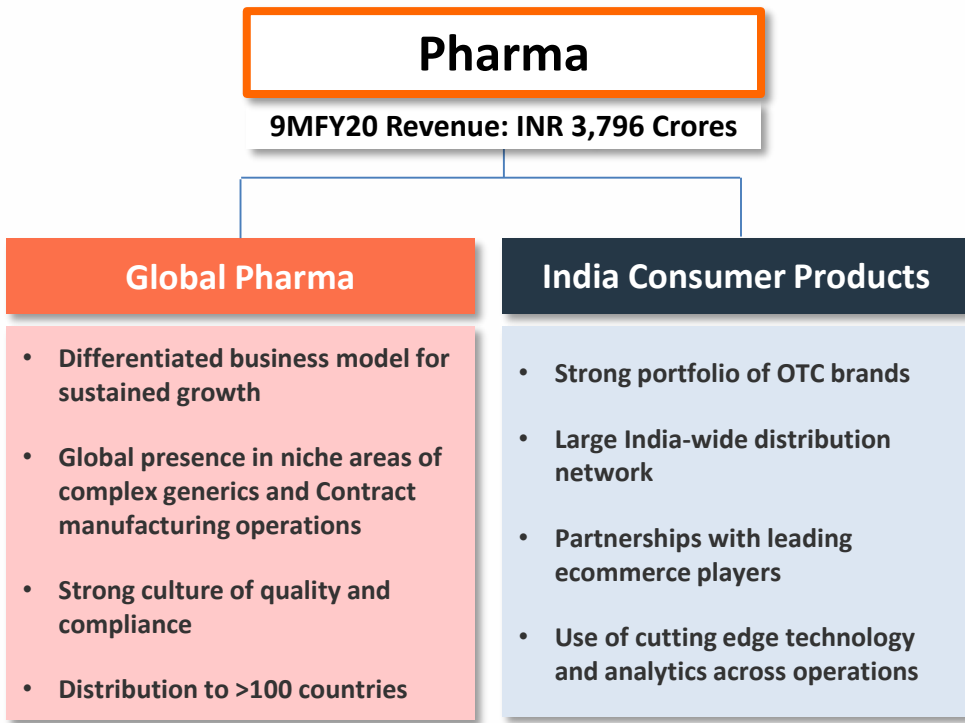 Pharma
9MFY20 Revenue: INR 3,796 Crores
Global Pharma
• Differentiated business model for
sustained growth
• Global presence in niche areas of
complex generics and Contract
manufacturing operations
• Strong culture of quality and
compliance
• Distribution to >100 countries
India Consumer Products
• Strong portfolio of OTC brands
• Large India-wide distribution
network
• Partnerships with leading
ecommerce players
• Use of cutting edge technology
and analytics across operations